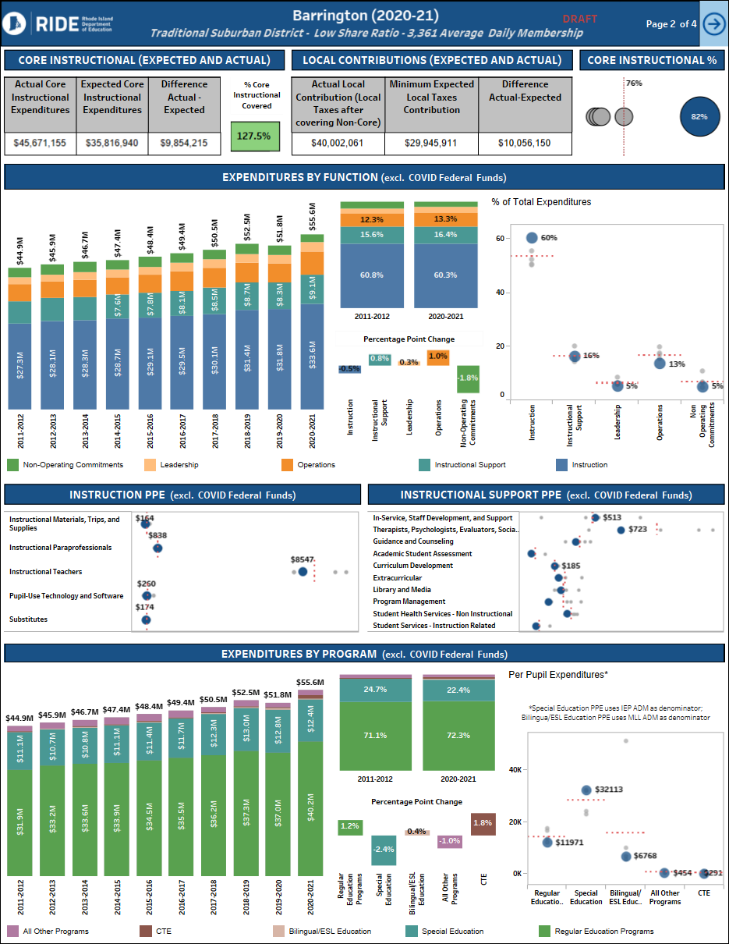 RIDE Rhode Island Department of Education
Barrington (2020-21)
DRAFT
Page 2 of 4
Traditional Suburban District - Low Share Ratio - 3,361 Average Daily Membership
CORE INSTRUCTIONAL (EXPECTED AND ACTUAL)
LOCAL CONTRIBUTIONS (EXPECTED AND ACTUAL)
CORE INSTRUCTIONAL %
Actual Core Instructional Expenditures
Expected Core Instructional Expenditures
Difference Actual - Expected
% Core Instructional Covered
$45,671,155
$35,816,940
$9,854,215
127.5%
Actual Local Contribution (Local Taxes after covering Non-Core)
Minimum Expected Local Taxes Contribution
Difference Actual-Expected
$40,002,061
$29,945,911
$10,056,150
76%
82%
EXPENDITURES BY FUNCTION (excl. COVID Federal Funds)
$44.9M
$45.9M
$46.7M
$47.4M
$48.4M
$49.4M
$50.5M
$52.5M
$51.8M
$55.6M
$7.6M
$7.8M
$8.1M
$8.5M
$8.7M
$8.3M
$9.1M
$27.3M
$28.1M
$28.3M
$28.7M
$29.1M
$29.5M
$30.1M
$31.4M
$31.8M
$33.6M
2011-2012
2012-2013
2013-2014
2014-2015
2015-2016
2016-2017
2017-2018
2018-2019
2019-2020
2020-2021
12.3%
13.3%
15.6%
16.4%
60.8%
60.3%
2011-2012
2020-2021
Percentage Point Change
-0.5%
0.8%
0.3%
1.0%
-1.8%
Instruction
Instructional Support
Leadership
Operations
Non-Operating Commitments
% of Total Expenditures
60
40
20
0
60%
16%
5%
13%
5%
Instruction
Instructional Support
Leadership
Operations
Non Operating Commitments
Non-Operating Commitments
Leadership
Operations
Instructional Support
Instruction
INSTRUCTION PPE (excl. COVID Federal Funds)
Instructional Materials, Trips, and Supplies
$164
Instructional Paraprofessionals
$838
Instructional Teachers
$8547
Pupil-Use Technology and Software
$260
Substitutes
$174
INSTRUCTIONAL SUPPORT PPE (excl. COVID Federal Funds)
In-Service, Staff Development, and Support
$513
Therapists, Psychologists, Evaluators, Socia..
$723
Guidance and Counseling
Academic Student Assessment
Curriculum Development
$185
Extracurricular
Library and Media
Program Management
Student Health Services - Non Instructional
Student Services - Instruction Related
EXPENDITURES BY PROGRAM (excl. COVID Federal Funds)
$44.9M
$45.9M
$46.7M
$47.4M
$48.4M
$49.4M
$50.5M
$52.5M
$51.8M
$55.6M
$11.1M
$10.7M
$10.8M
$11.1M
$11.4M
$11.7M
$12.3M
$13.0M
$12.8M
$12.4M
$31.9M
$33.2M
$33.6M
$33.9M
$34.5M
$35.5M
$36.2M
$37.3M
$37.0M
$40.2M
2011-2012
2012-2013
2013-2014
2014-2015
2015-2016
2016-2017
2017-2018
2018-2019
2019-2020
2020-2021
24.7%
22.4%
71.1%
72.3%
2011-2012
2020-2021
Percentage Point Change
1.2%
-2.4%
0.4%
-1.0%
1.8%
Regular Education Programs
Special Education
Bilingual/ESL Education
All Other Programs
CTE
Per Pupil Expenditures*
*Special Education PPE uses IEP ADM as denominator;
Bilingua/ESL Education PPE uses MLL ADM as denominator
40K
20K
0K
$11971
$32113
$6768
$454
$291
Regular Educatio..
Special Education
Bilingual/ ESL Educ..
All Other Programs
CTE
All Other Programs
CTE
Bilingual/ESL Education
Special Education
Regular Education Programs